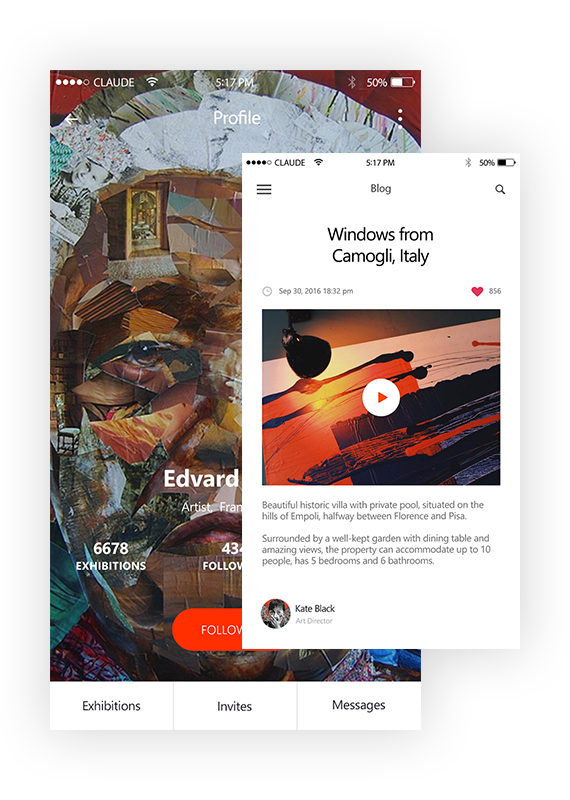 CLAUDE 5:17 PM 50%
Profile
Edvard
Artist,
6678
EXHIBITIONS
Exhibitions Invites Messages
CLAUDE 5:17 PM 50%
Blog
Windows from
Camogli, Italy
Sep 30, 2016 18:32 pm 856
Beautiful historic villa with private pool, situated on the
hills of Empoli, halfway between Florence and Pisa.
Surrounded by a well-kept garden with dining table and
amazing views, the property can accommodate up to 10
people, has 5 bedrooms and 6 bathrooms.
Kate Black
Art Director